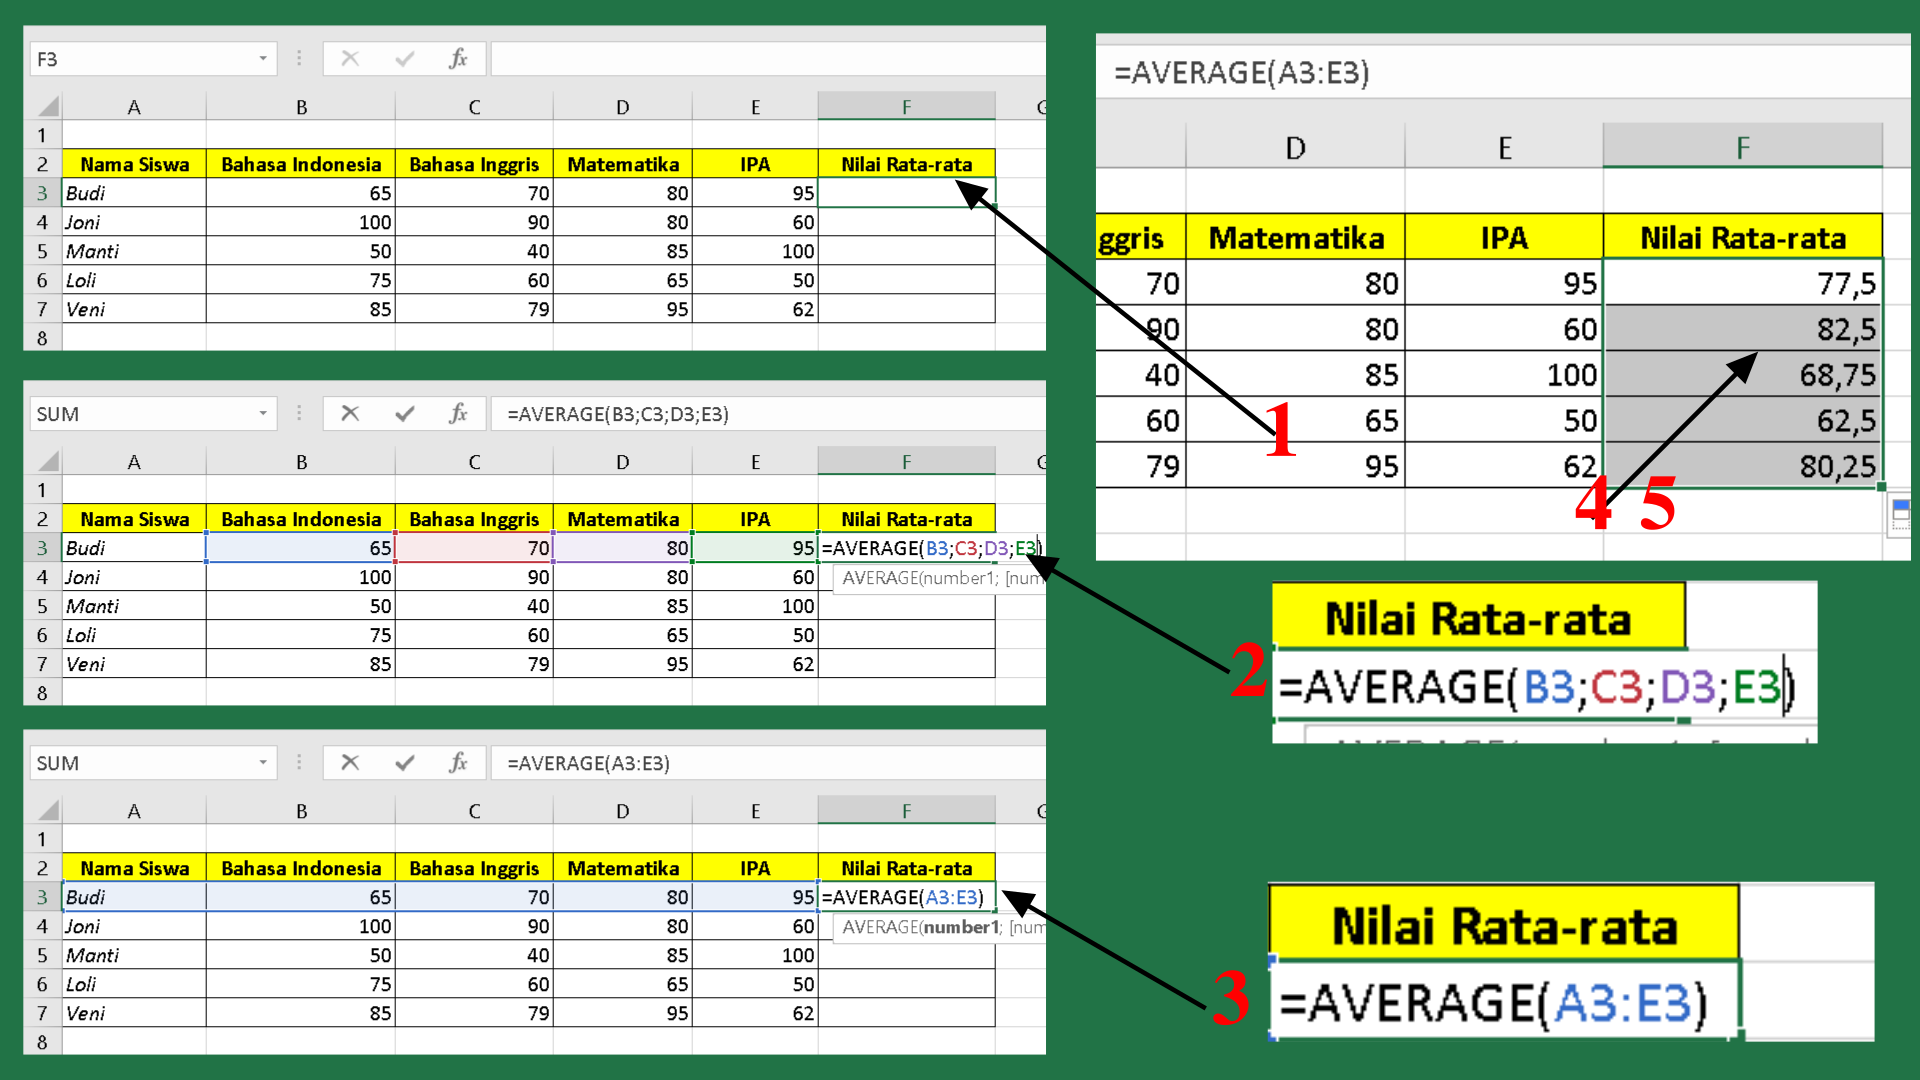 F3
fx
A B C D E F
1
2 Nama Siswa Bahasa Indonesia Bahasa Inggris Matematika IPA Nilai Rata-rata
3 Budi 65 70 80 95
4 Joni 100 90 80 60
5 Manti 50 40 85 100
6 Loli 75 60 65 50
7 Veni 85 79 95 62
8
SUM fx =AVERAGE(B3;C3;D3;E3)
A B C D E F
1
2 Nama Siswa Bahasa Indonesia Bahasa Inggris Matematika IPA Nilai Rata-rata
3 Budi 65 70 80 95 =AVERAGE(B3;C3;D3;E3)
4 Joni 100 90 80 60 AVERAGE(number1; [num
5 Manti 50 40 85 100
6 Loli 75 60 65 50
7 Veni 85 79 95 62
8
SUM fx =AVERAGE(A3:E3)
A B C D E F
1
2 Nama Siswa Bahasa Indonesia Bahasa Inggris Matematika IPA Nilai Rata-rata
3 Budi 65 70 80 95 =AVERAGE(A3:E3)
4 Joni 100 90 80 60 AVERAGE(number1; [num
5 Manti 50 40 85 100
6 Loli 75 60 65 50
7 Veni 85 79 95 62
8
=AVERAGE(A3:E3)
D E F
ggris Matematika IPA Nilai Rata-rata
70 80 95 77,5
90 80 60 82,5
40 85 100 68,75
60 65 50 62,5
79 95 62 80,25
1
4 5
Nilai Rata-rata
2 =AVERAGE(B3;C3;D3;E3)
Nilai Rata-rata
3 =AVERAGE(A3:E3)